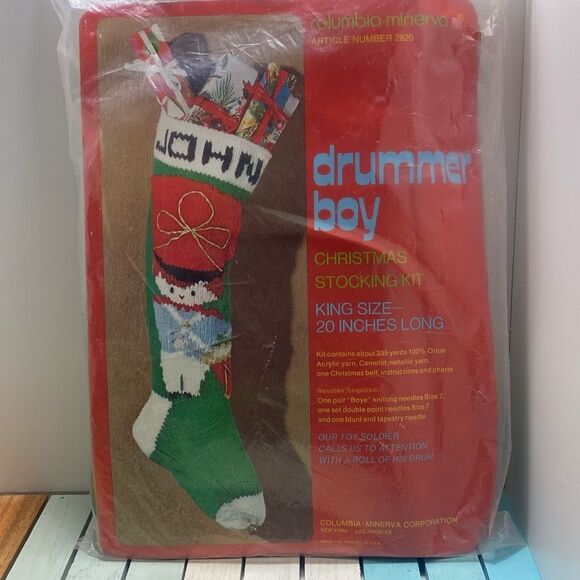 columbia-minerva
ARTICLE NUMBER 2820
JOHN
drummer
boy
CHRISTMAS
STOCKING KIT
KING SIZE—
20 INCHES LONG
Kit contains about 335 yards 100% Orlon
Acrylic yarn, Camelot metallic yarn,
one Christmas bell, instructions and charts
Needles Required:
One pair "Boye" knitting needles Size 7,
one set double point needles Size 7
and one blunt end tapestry needle
OUR TOY SOLDIER
CALLS US TO ATTENTION
WITH A ROLL OF HIS DRUM
COLUMBIA-MINERVA CORPORATION
NEW YORK LOS ANGELES